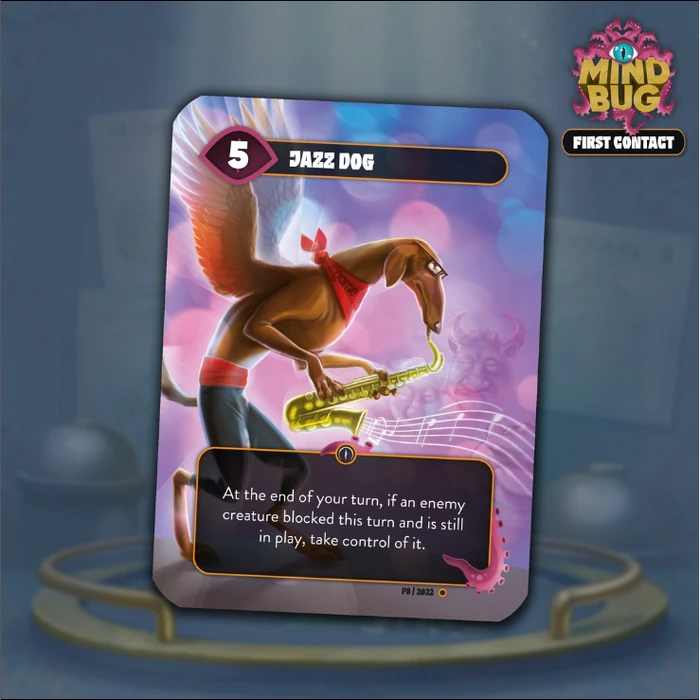 MIND
BUG
FIRST CONTACT
5
JAZZ DOG
At the end of your turn, if an enemy
creature blocked this turn and is still
in play, take control of it.
P8 / 2022